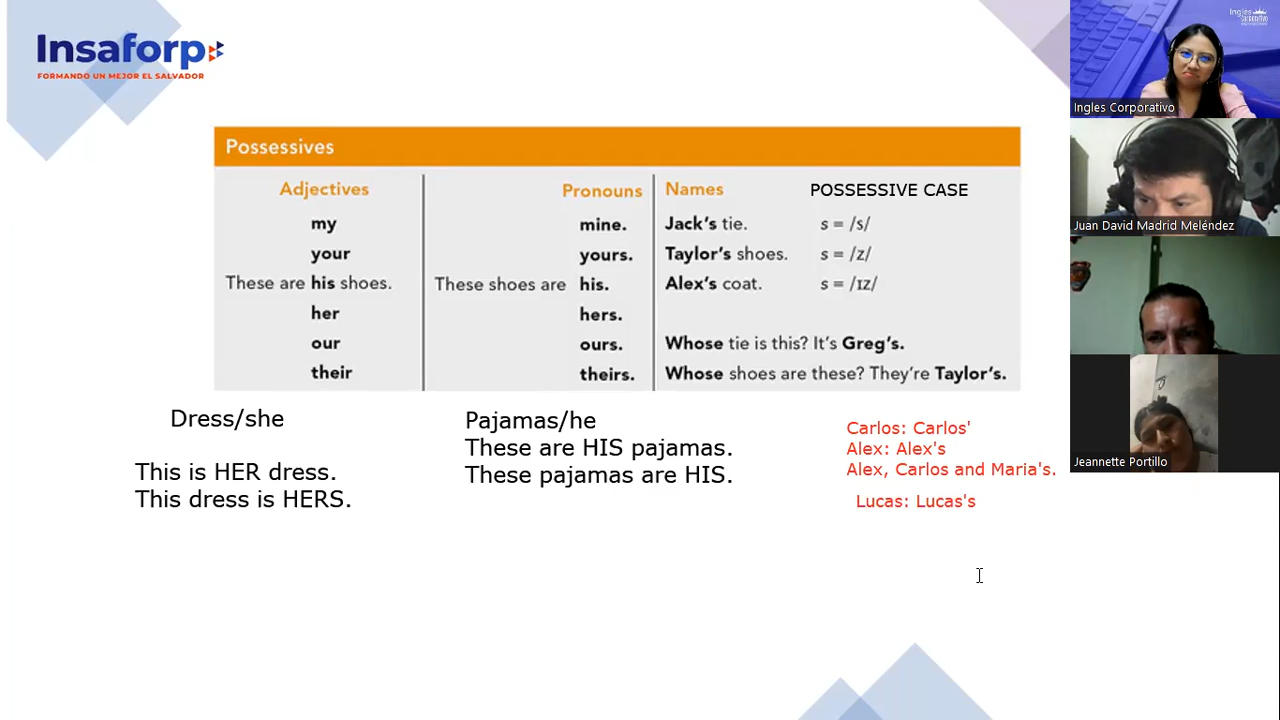 Insaforp
FORMANDO UN MEJOR EL SALVADOR
Possessives
Adjectives
my
your
These are his shoes.
her
our
their
Pronouns
mine.
yours.
These shoes are his.
hers.
ours.
theirs.
Names POSSESSIVE CASE
Jack's tie. s = /s/
Taylor's shoes. s = /z/
Alex's coat. s = /ɪz/
Whose tie is this? It's Greg's.
Whose shoes are these? They're Taylor's.
Dress/she
This is HER dress.
This dress is HERS.
Pajamas/he
These are HIS pajamas.
These pajamas are HIS.
Carlos: Carlos'
Alex: Alex's
Alex, Carlos and Maria's.
Lucas: Lucas's
Ingles
Corporativo
Ingles Corporativo
Juan David Madrid Meléndez
Jeannette Portillo